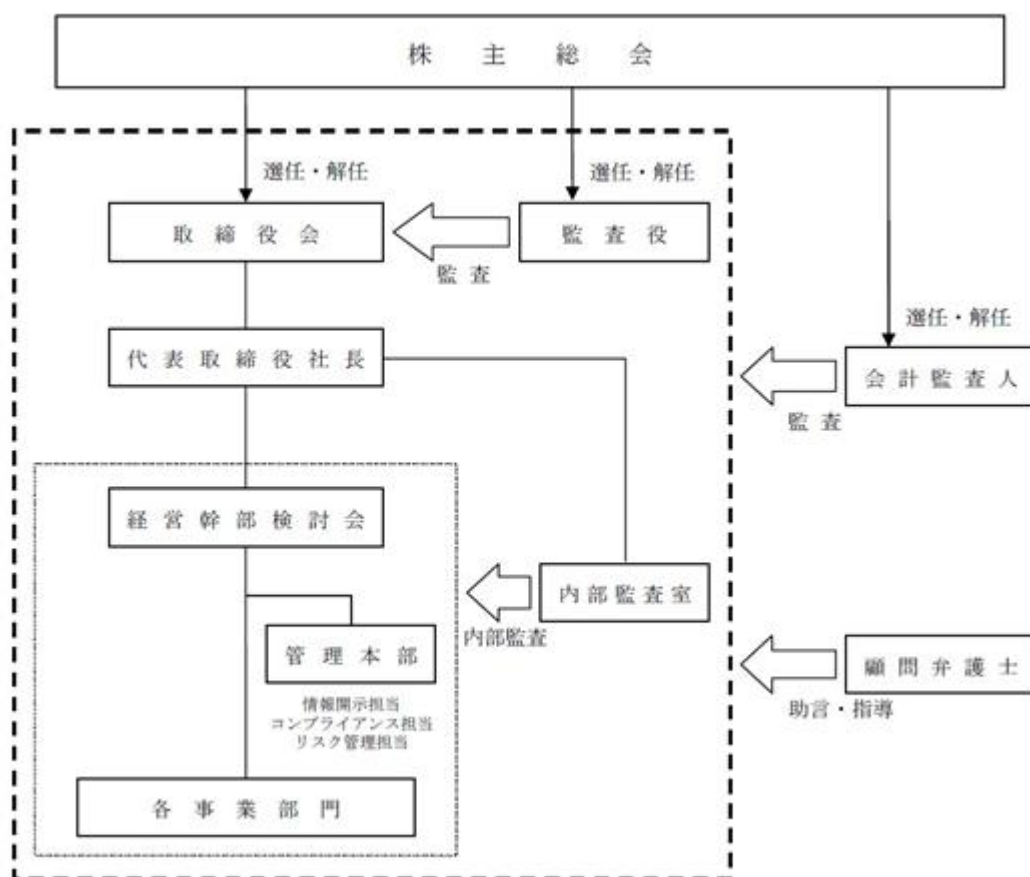 株主総会
選任・解任
選任・解任
取締役会
監査役
監査
代表取締役社長
選任・解任
会計監査人
監査
経営幹部検討会
内部監査室
内部監査
管理本部
情報開示担当
コンプライアンス担当
リスク管理担当
顧問弁護士
助言・指導
各事業部門